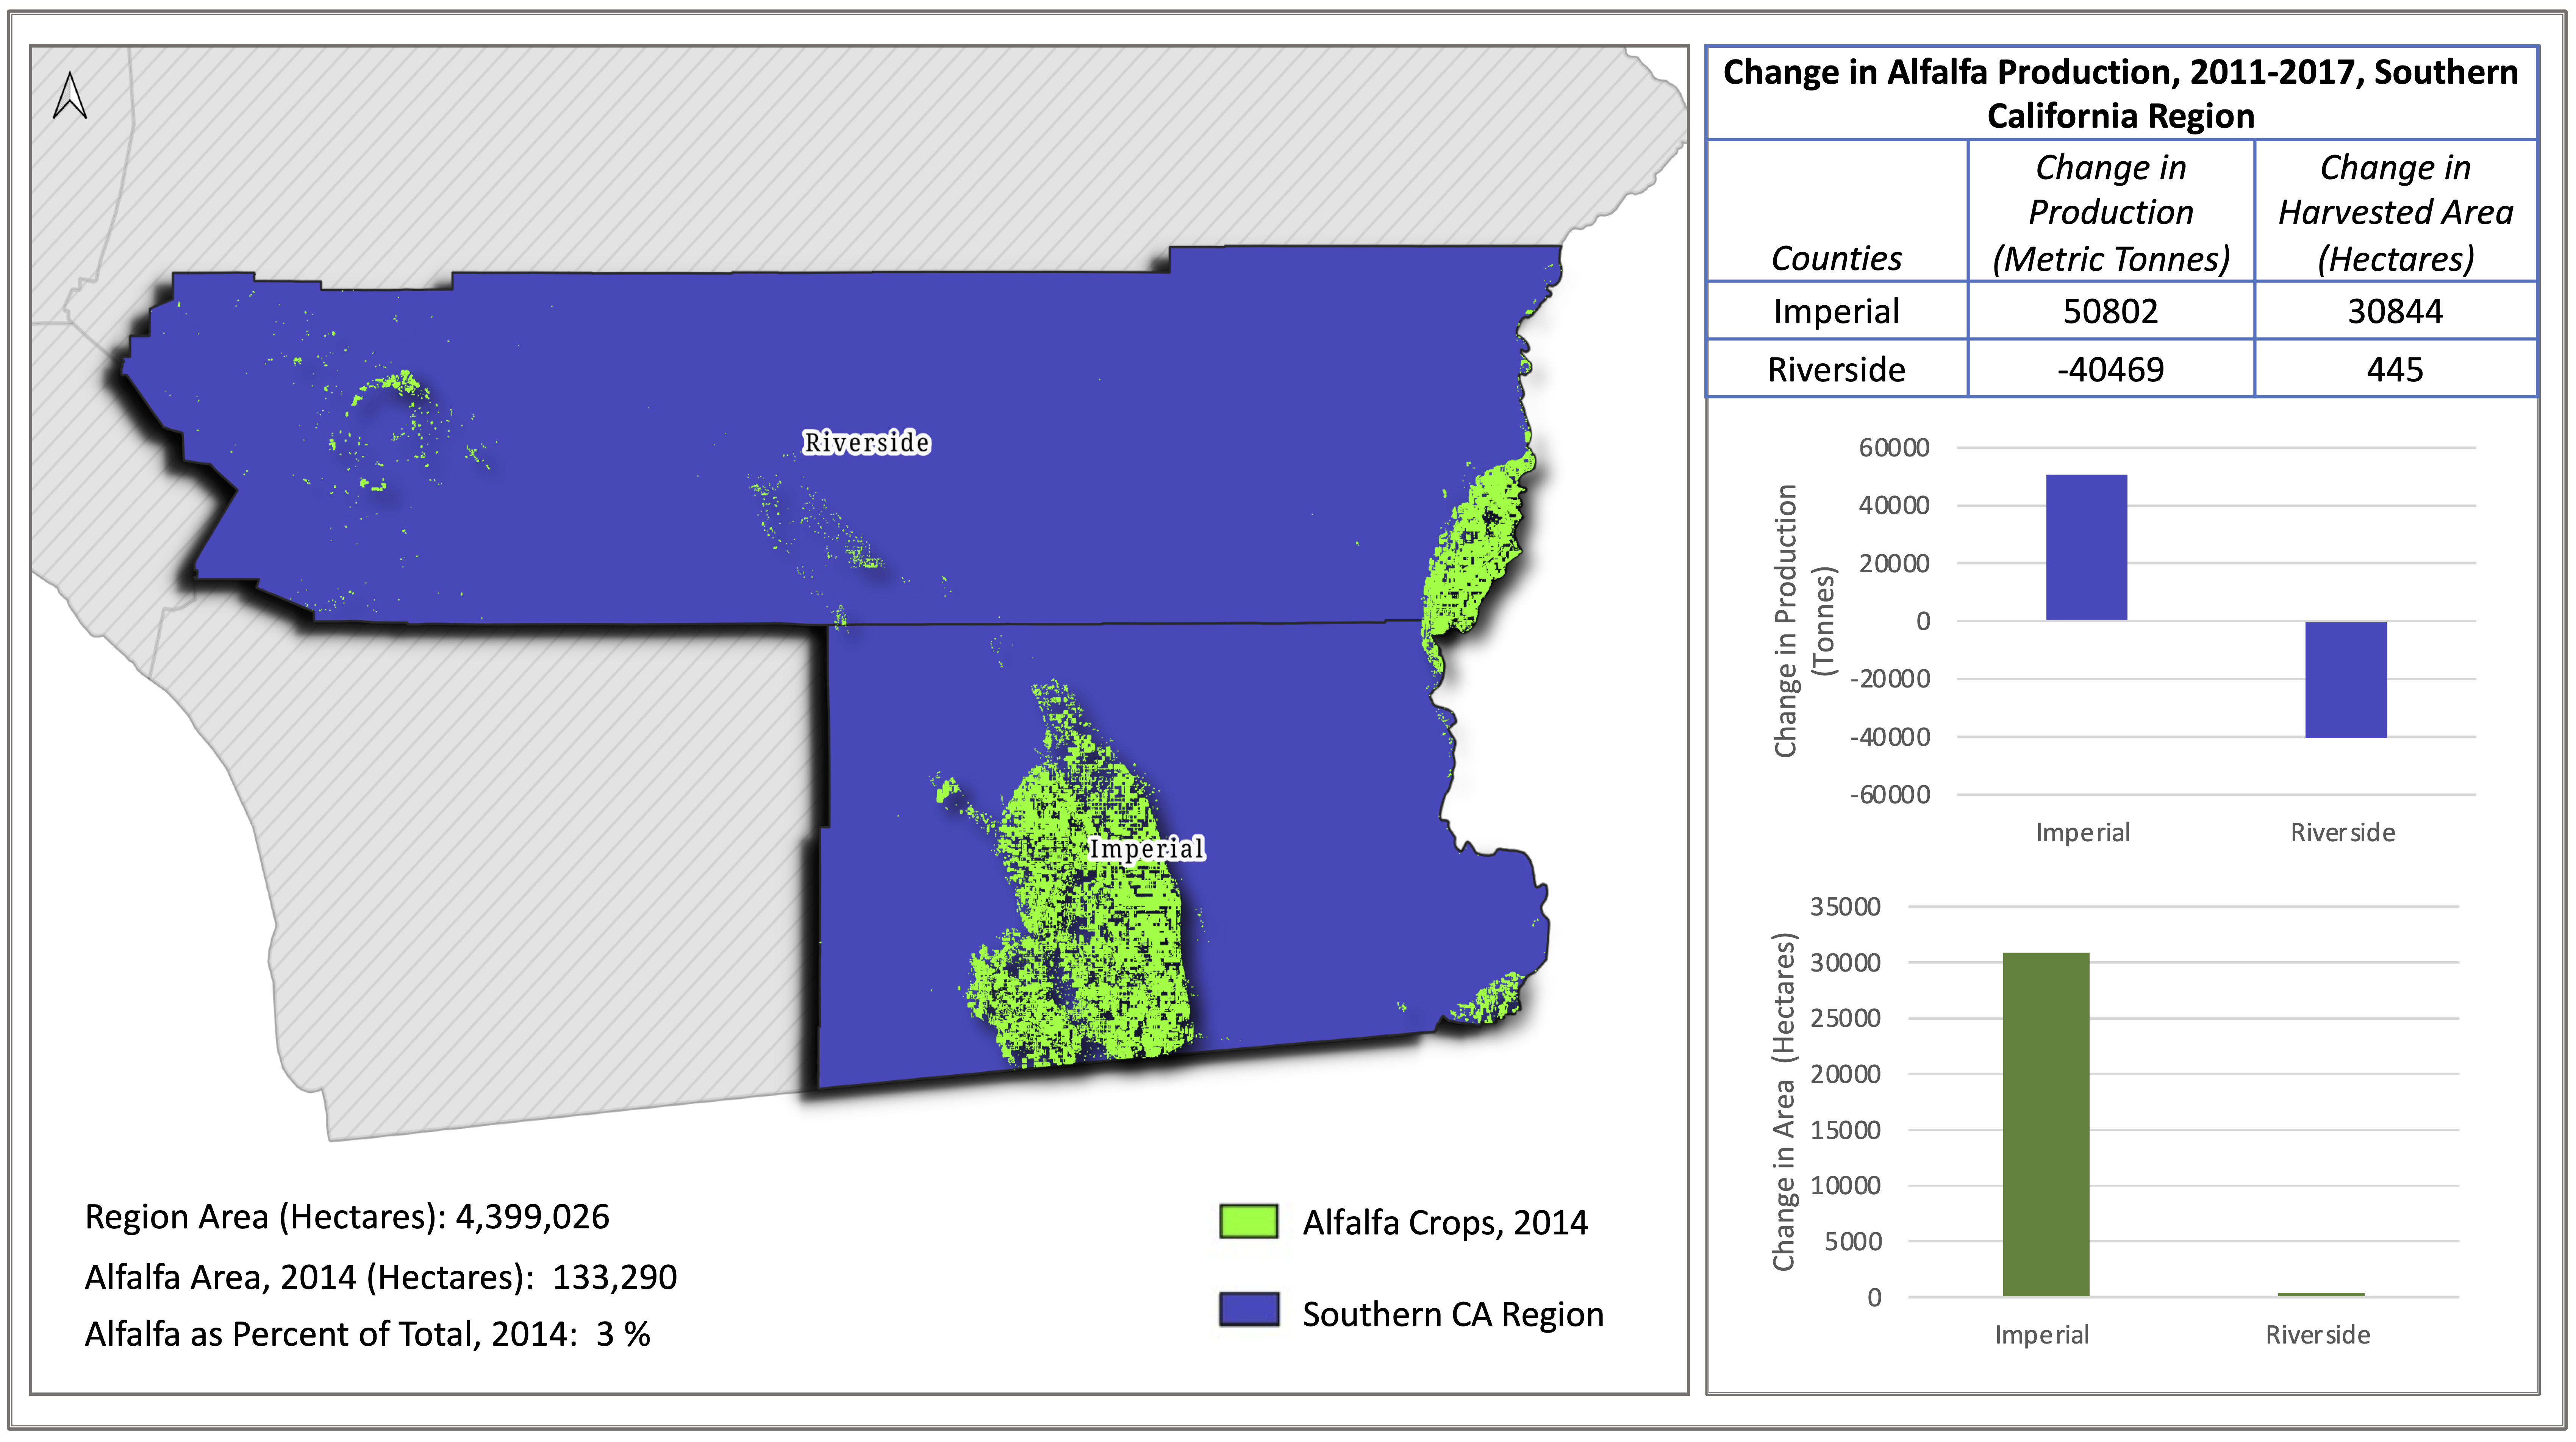 Riverside
Imperial
Region Area (Hectares): 4,399,026
Alfalfa Area, 2014 (Hectares):  133,290
Alfalfa as Percent of Total, 2014:  3 %
Alfalfa Crops, 2014
Southern CA Region
Change in Alfalfa Production, 2011-2017, Southern
California Region
Counties
Change in
Production
(Metric Tonnes)
Change in
Harvested Area
(Hectares)
Imperial 50802 30844
Riverside -40469 445
Change in Production
(Tonnes)
60000
40000
20000
0
-20000
-40000
-60000
Imperial Riverside
Change in Area (Hectares)
35000
30000
25000
20000
15000
10000
5000
0
Imperial Riverside